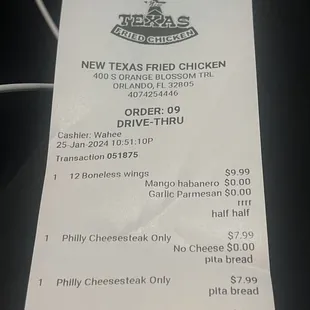 TEXAS
FRIED CHICKEN
NEW TEXAS FRIED CHICKEN
400 S ORANGE BLOSSOM TRL
ORLANDO, FL 32805
4074254446
ORDER: 09
DRIVE-THRU
Cashier: Wahee
25-Jan-2024 10:51:10P
Transaction 051875
1 12 Boneless wings $9.99
Mango habanero $0.00
Garlic Parmesan $0.00
rrrr
half half
1 Philly Cheesesteak Only $7.99
No Cheese $0.00
pita bread
1 Philly Cheesesteak Only $7.99
pita bread